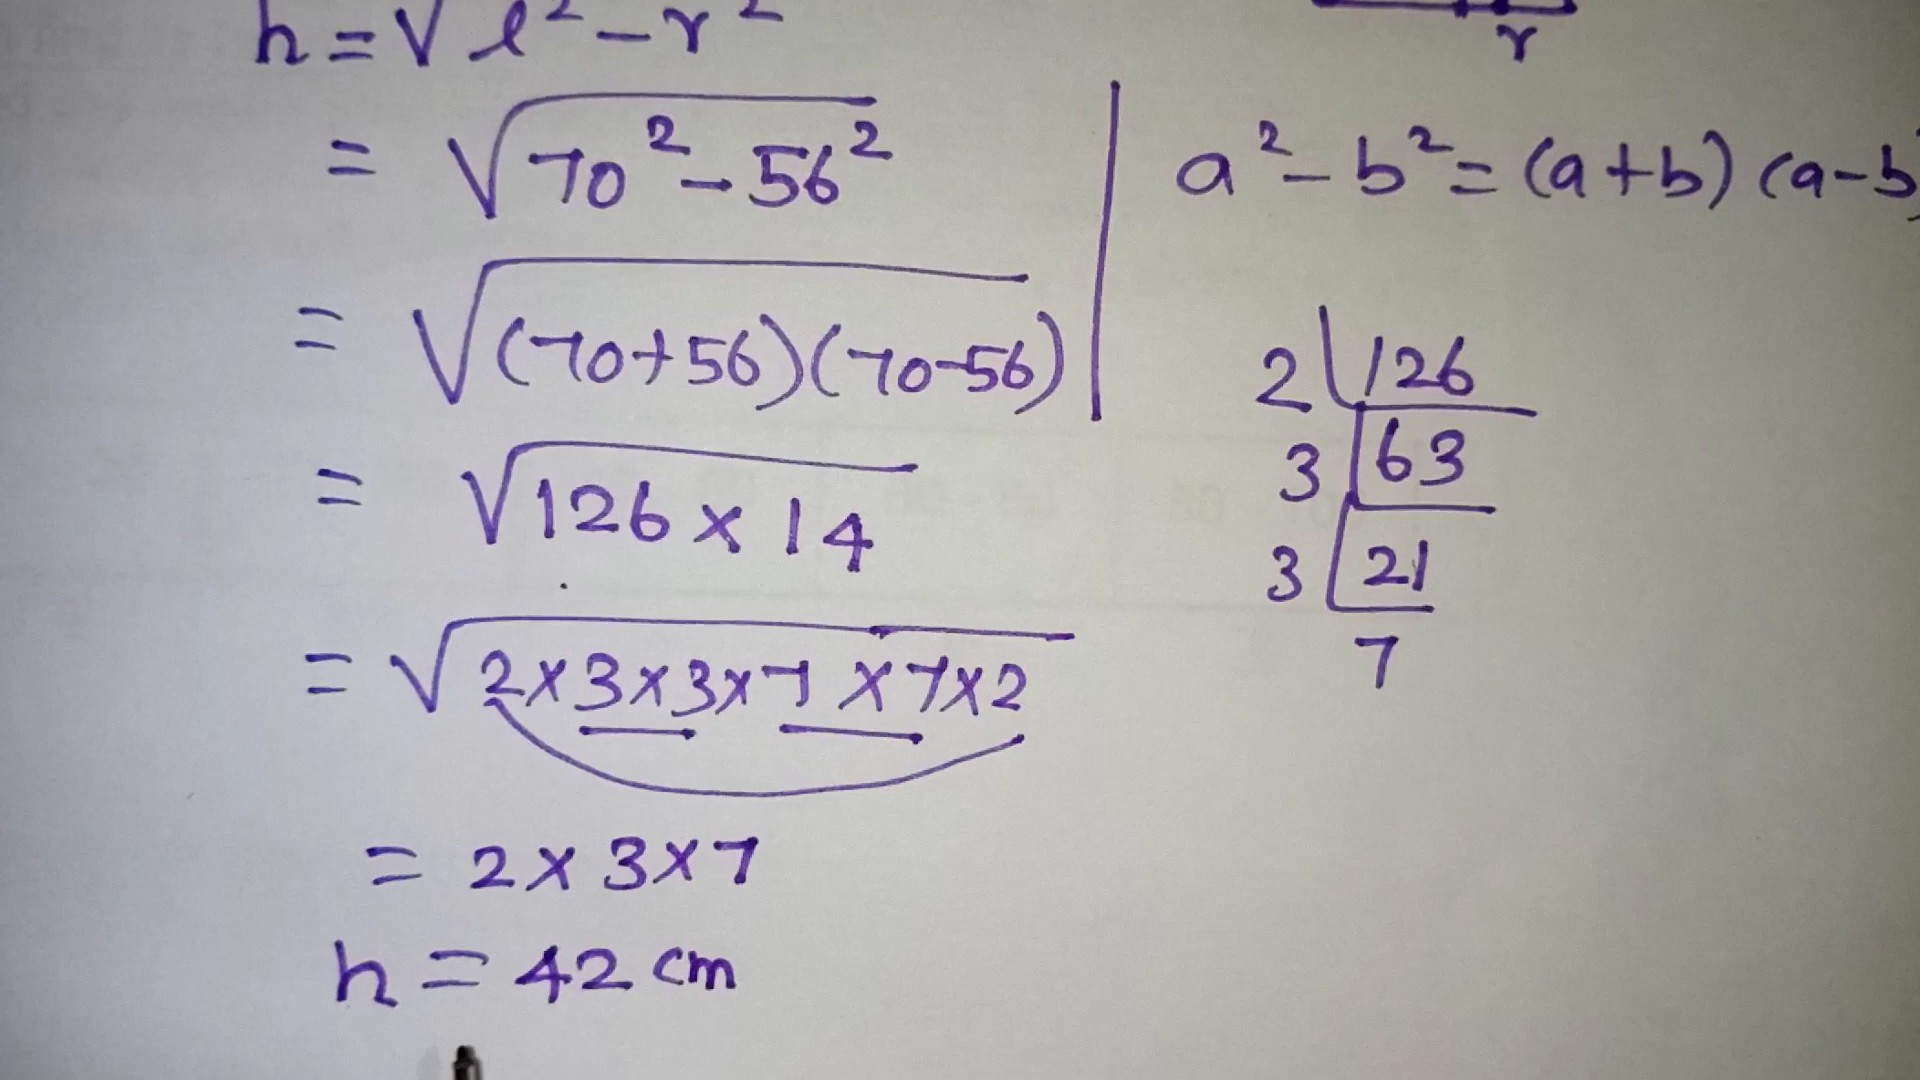 h = √l² - r²
= √70² - 56²
= √(70+56)(70-56)
= √126 × 14
= √2×3×3×7×7×2
= 2×3×7
h = 42 cm
r
a² - b² = (a+b)(a-b)
2 126
3 63
3 21
7